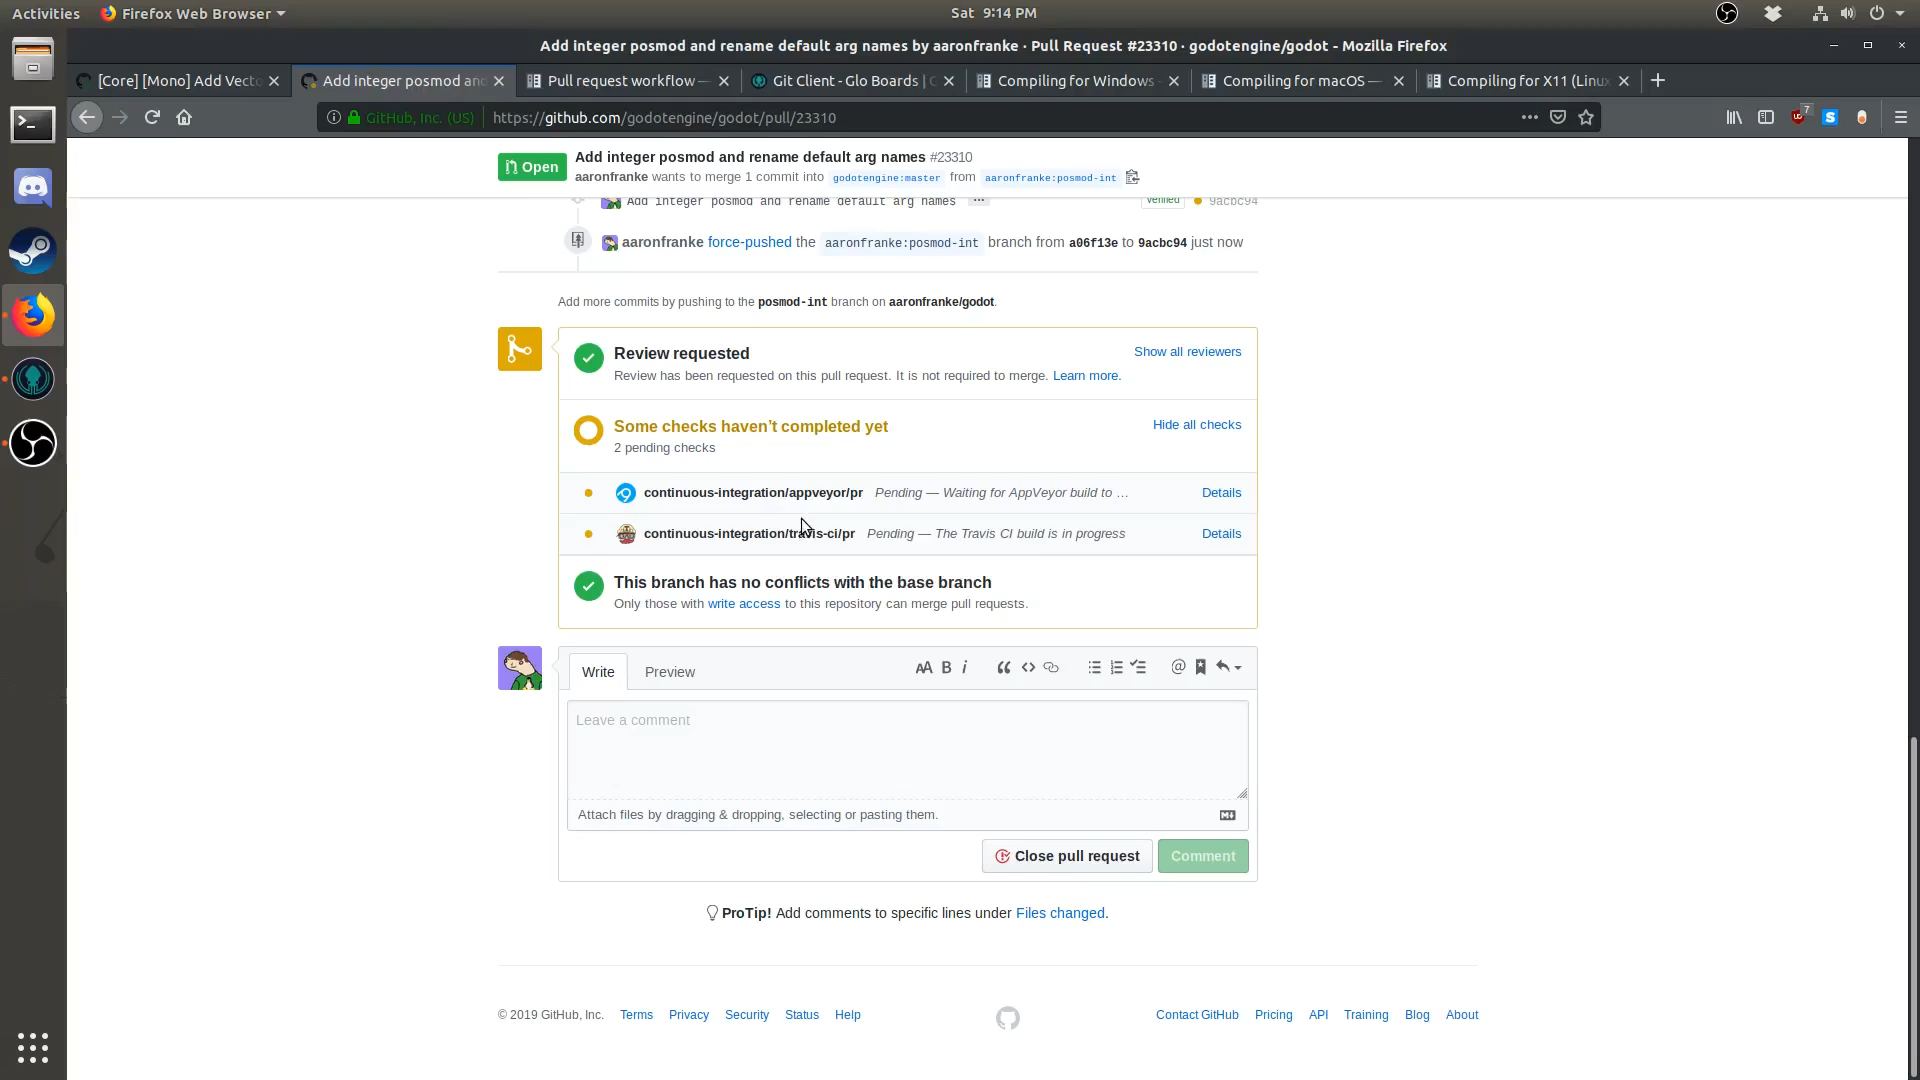 Activities Firefox Web Browser Sat 9:14 PM
Add integer posmod and rename default arg names by aaronfranke · Pull Request #23310 · godotengine/godot - Mozilla Firefox
[Core] [Mono] Add Vecto Add integer posmod and Pull request workflow — Git Client - Glo Boards | G Compiling for Windows Compiling for macOS — Compiling for X11 (Linux
GitHub, Inc. (US) https://github.com/godotengine/godot/pull/23310 7
Open Add integer posmod and rename default arg names #23310
aaronfranke wants to merge 1 commit into godotengine:master from aaronfranke:posmod-int
Add integer posmod and rename default arg names ... Verified 9acbc94
aaronfranke force-pushed the aaronfranke:posmod-int branch from a06f13e to 9acbc94 just now
Add more commits by pushing to the posmod-int branch on aaronfranke/godot.
Review requested Show all reviewers
Review has been requested on this pull request. It is not required to merge. Learn more.
Some checks haven't completed yet Hide all checks
2 pending checks
continuous-integration/appveyor/pr Pending — Waiting for AppVeyor build to … Details
continuous-integration/travis-ci/pr Pending — The Travis CI build is in progress Details
This branch has no conflicts with the base branch
Only those with write access to this repository can merge pull requests.
Write Preview AA B i
Leave a comment
Attach files by dragging & dropping, selecting or pasting them.
Close pull request Comment
ProTip! Add comments to specific lines under Files changed.
© 2019 GitHub, Inc. Terms Privacy Security Status Help Contact GitHub Pricing API Training Blog About